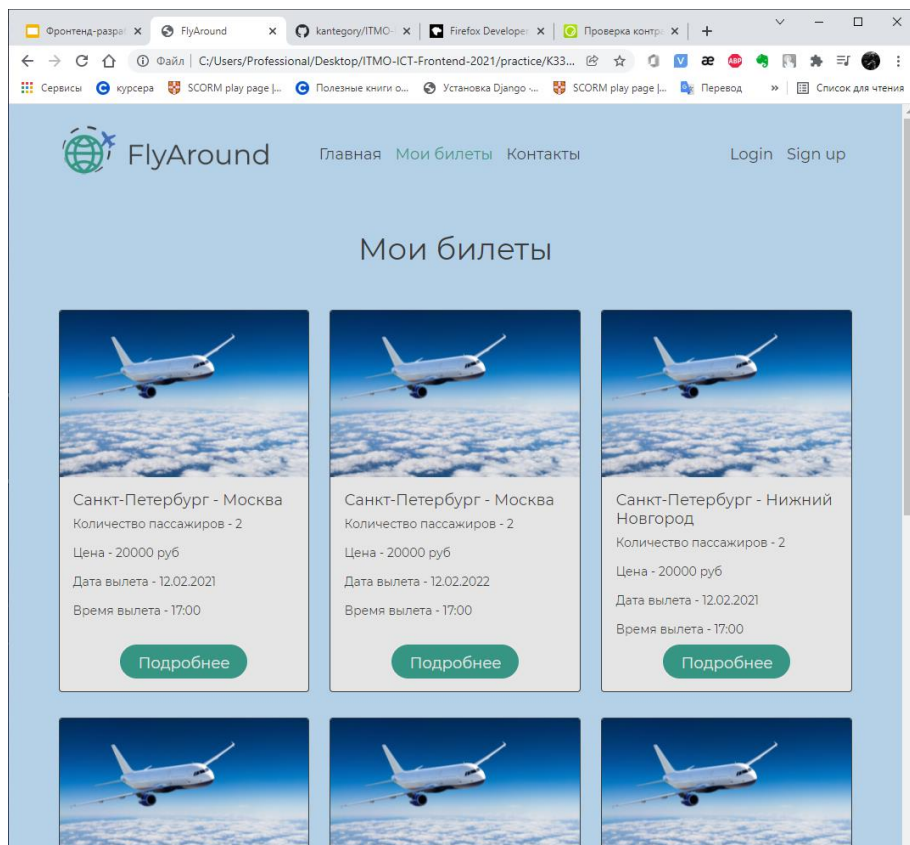 Фронтенд-разра FlyAround kantegory/ITMO- Firefox Developer Проверка контра
Файл C:/Users/Professional/Desktop/ITMO-ICT-Frontend-2021/practice/K33...
Сервисы курсера SCORM play page |... Полезные книги о... Установка Django -... SCORM play page |... Перевод » Список для чтения
FlyAround Главная Мои билеты Контакты Login Sign up
Мои билеты
Санкт-Петербург - Москва
Количество пассажиров - 2
Цена - 20000 руб
Дата вылета - 12.02.2021
Время вылета - 17:00
Подробнее
Санкт-Петербург - Москва
Количество пассажиров - 2
Цена - 20000 руб
Дата вылета - 12.02.2022
Время вылета - 17:00
Подробнее
Санкт-Петербург - Нижний
Новгород
Количество пассажиров - 2
Цена - 20000 руб
Дата вылета - 12.02.2021
Время вылета - 17:00
Подробнее